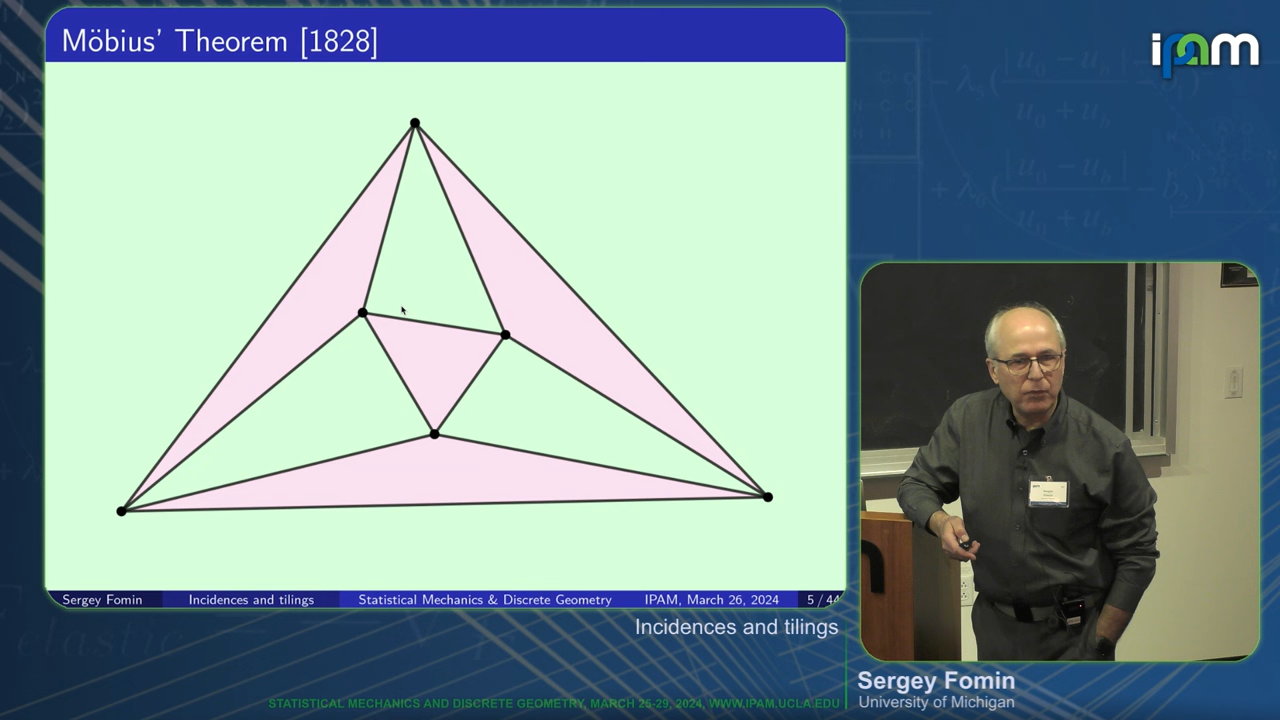 Möbius' Theorem [1828]
ipam
Sergey Fomin Incidences and tilings Statistical Mechanics & Discrete Geometry IPAM, March 26, 2024 5 / 44
Incidences and tilings
Sergey Fomin
University of Michigan
STATISTICAL MECHANICS AND DISCRETE GEOMETRY, MARCH 25-29, 2024, WWW.IPAM.UCLA.EDU